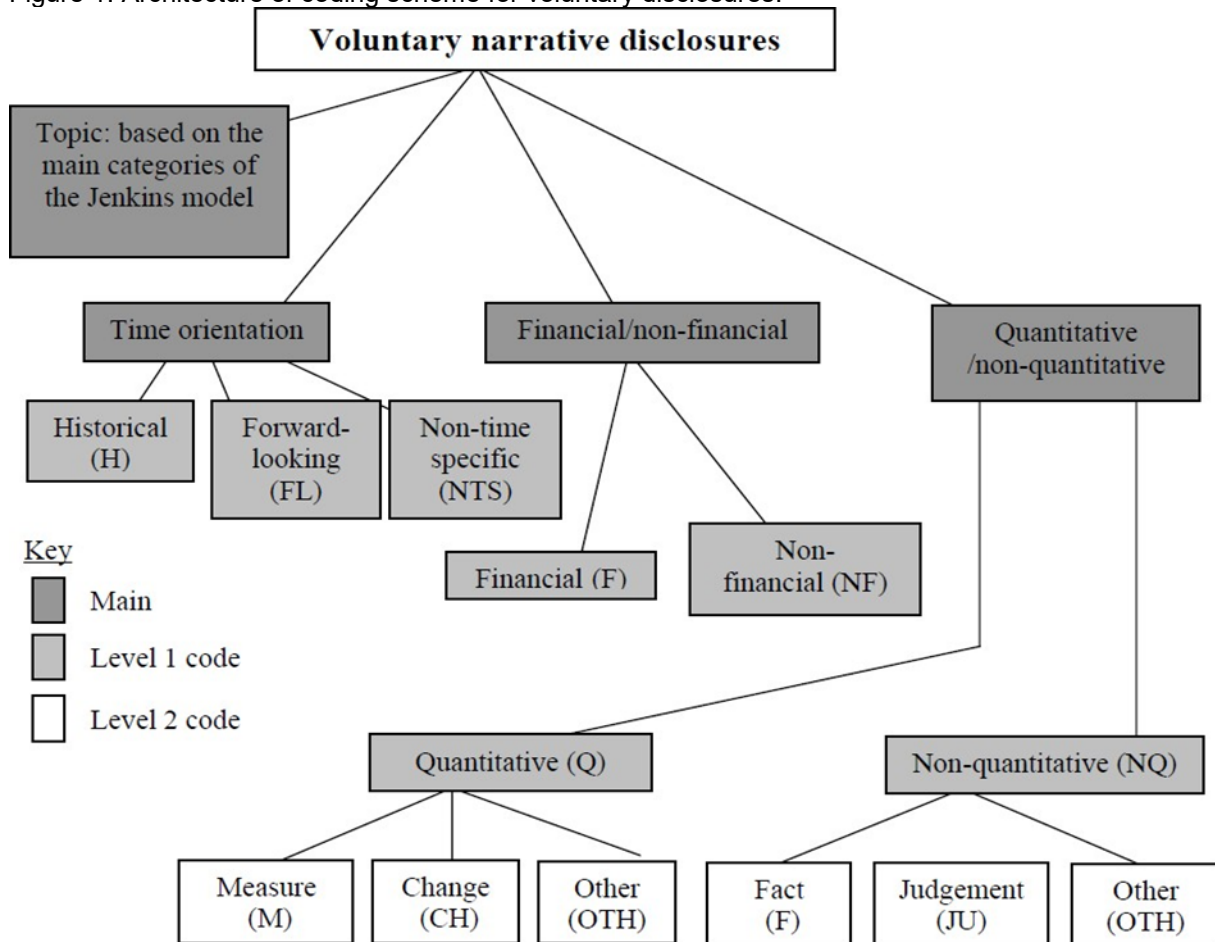 Figure 1: Architecture of coding scheme for voluntary disclosures.
Voluntary narrative disclosures
Topic: based on the
main categories of
the Jenkins model
Time orientation
Financial/non-financial
Quantitative
/non-quantitative
Historical
(H)
Forward-
looking
(FL)
Non-time
specific
(NTS)
Financial (F)
Non-
financial (NF)
Key
Main
Level 1 code
Level 2 code
Quantitative (Q)
Non-quantitative (NQ)
Measure
(M)
Change
(CH)
Other
(OTH)
Fact
(F)
Judgement
(JU)
Other
(OTH)